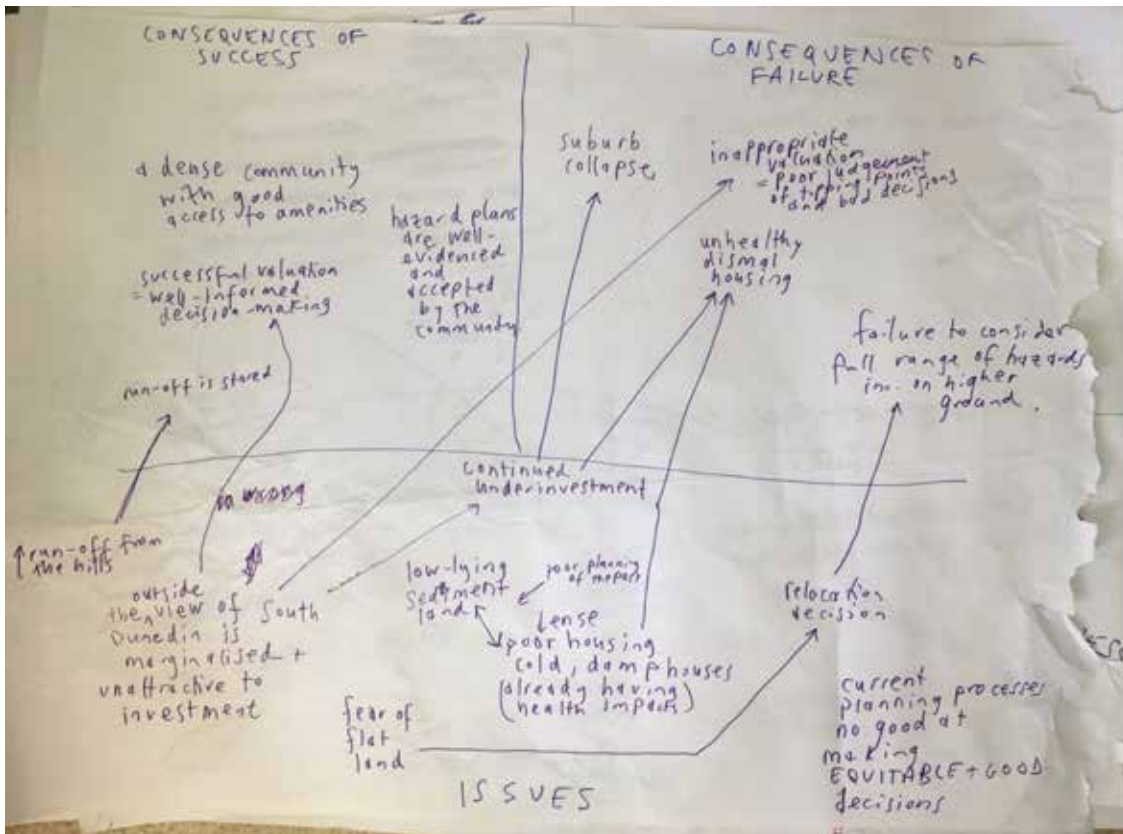 CONSEQUENCES OF
SUCCESS
a dense community
with good
access to amenities
successful valuation
= well-informed
decision-making
run-off is stored
hazard plans
are well-
evidenced
and
accepted
by the
community
CONSEQUENCES OF
FAILURE
suburb
collapse
inappropriate
valuation
= poor judgement
of tipping points
and bad decisions
unhealthy
dismal
housing
failure to consider
full range of hazards
inc. on higher
ground.
continued
underinvestment
wrong
↑ run-off from
the hills
outside
the view of South
Dunedin is
marginalised +
unattractive to
investment
low-lying
sediment
land
poor planning
dense
poor housing
cold, damp houses
(already having
health impacts)
fear of
flat
land
relocation
decision
current
planning processes
no good at
making
EQUITABLE + GOOD
decisions
ISSUES